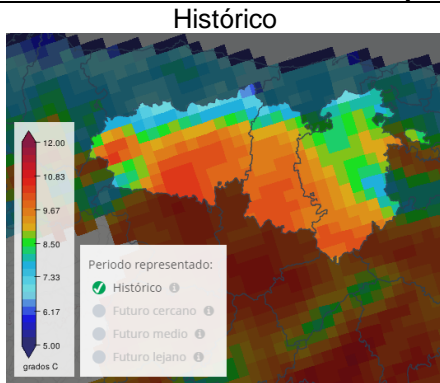 Histórico
12.00
10.83
9.67
8.50
7.33
6.17
5.00
grados C
Periodo representado:
Histórico
Futuro cercano
Futuro medio
Futuro lejano